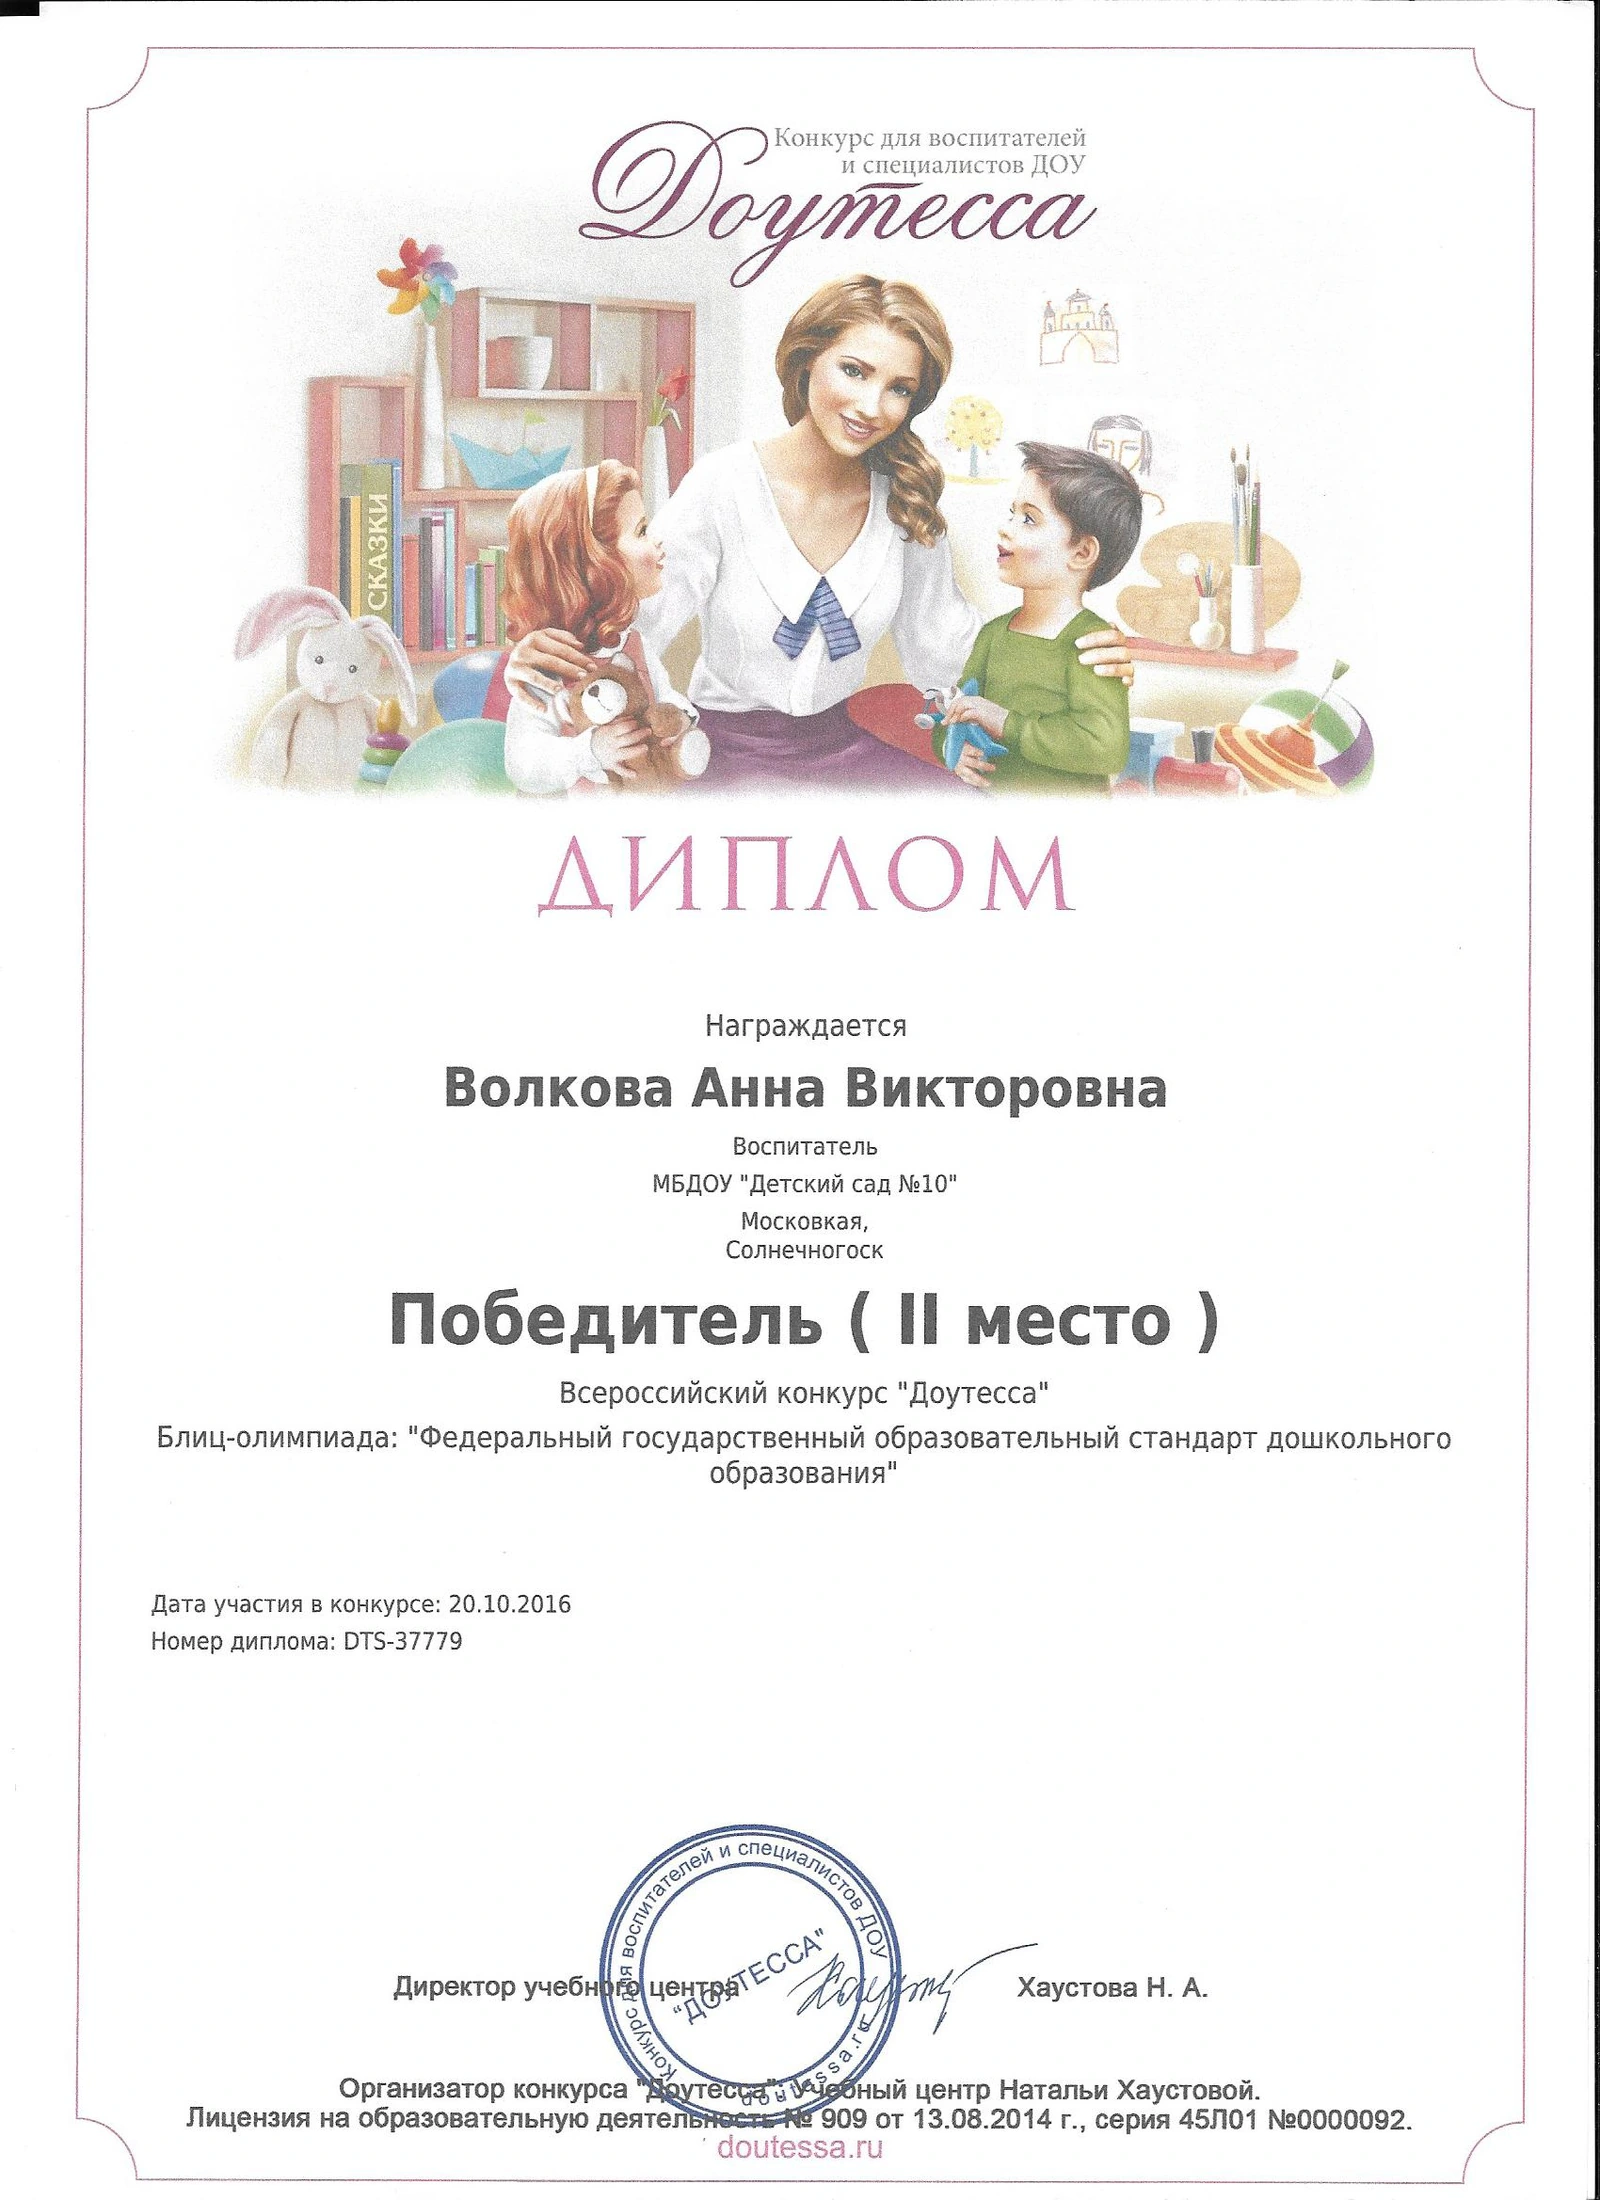 Конкурс для воспитателей
и специалистов ДОУ
Доутесса
СКАЗКИ
ДИПЛОМ
Награждается
Волкова Анна Викторовна
Воспитатель
МБДОУ "Детский сад №10"
Московкая,
Солнечногоск
Победитель ( II место )
Всероссийский конкурс "Доутесса"
Блиц-олимпиада: "Федеральный государственный образовательный стандарт дошкольного
образования"
Дата участия в конкурсе: 20.10.2016
Номер диплома: DTS-37779
Конкурс для воспитателей и специалистов ДОУ
"ДОУТЕССА"
doutessa.ru
Директор учебного центра
Хаустова Н. А.
Организатор конкурса "Доутесса": Учебный центр Натальи Хаустовой.
Лицензия на образовательную деятельность № 909 от 13.08.2014 г., серия 45Л01 №0000092.
doutessa.ru